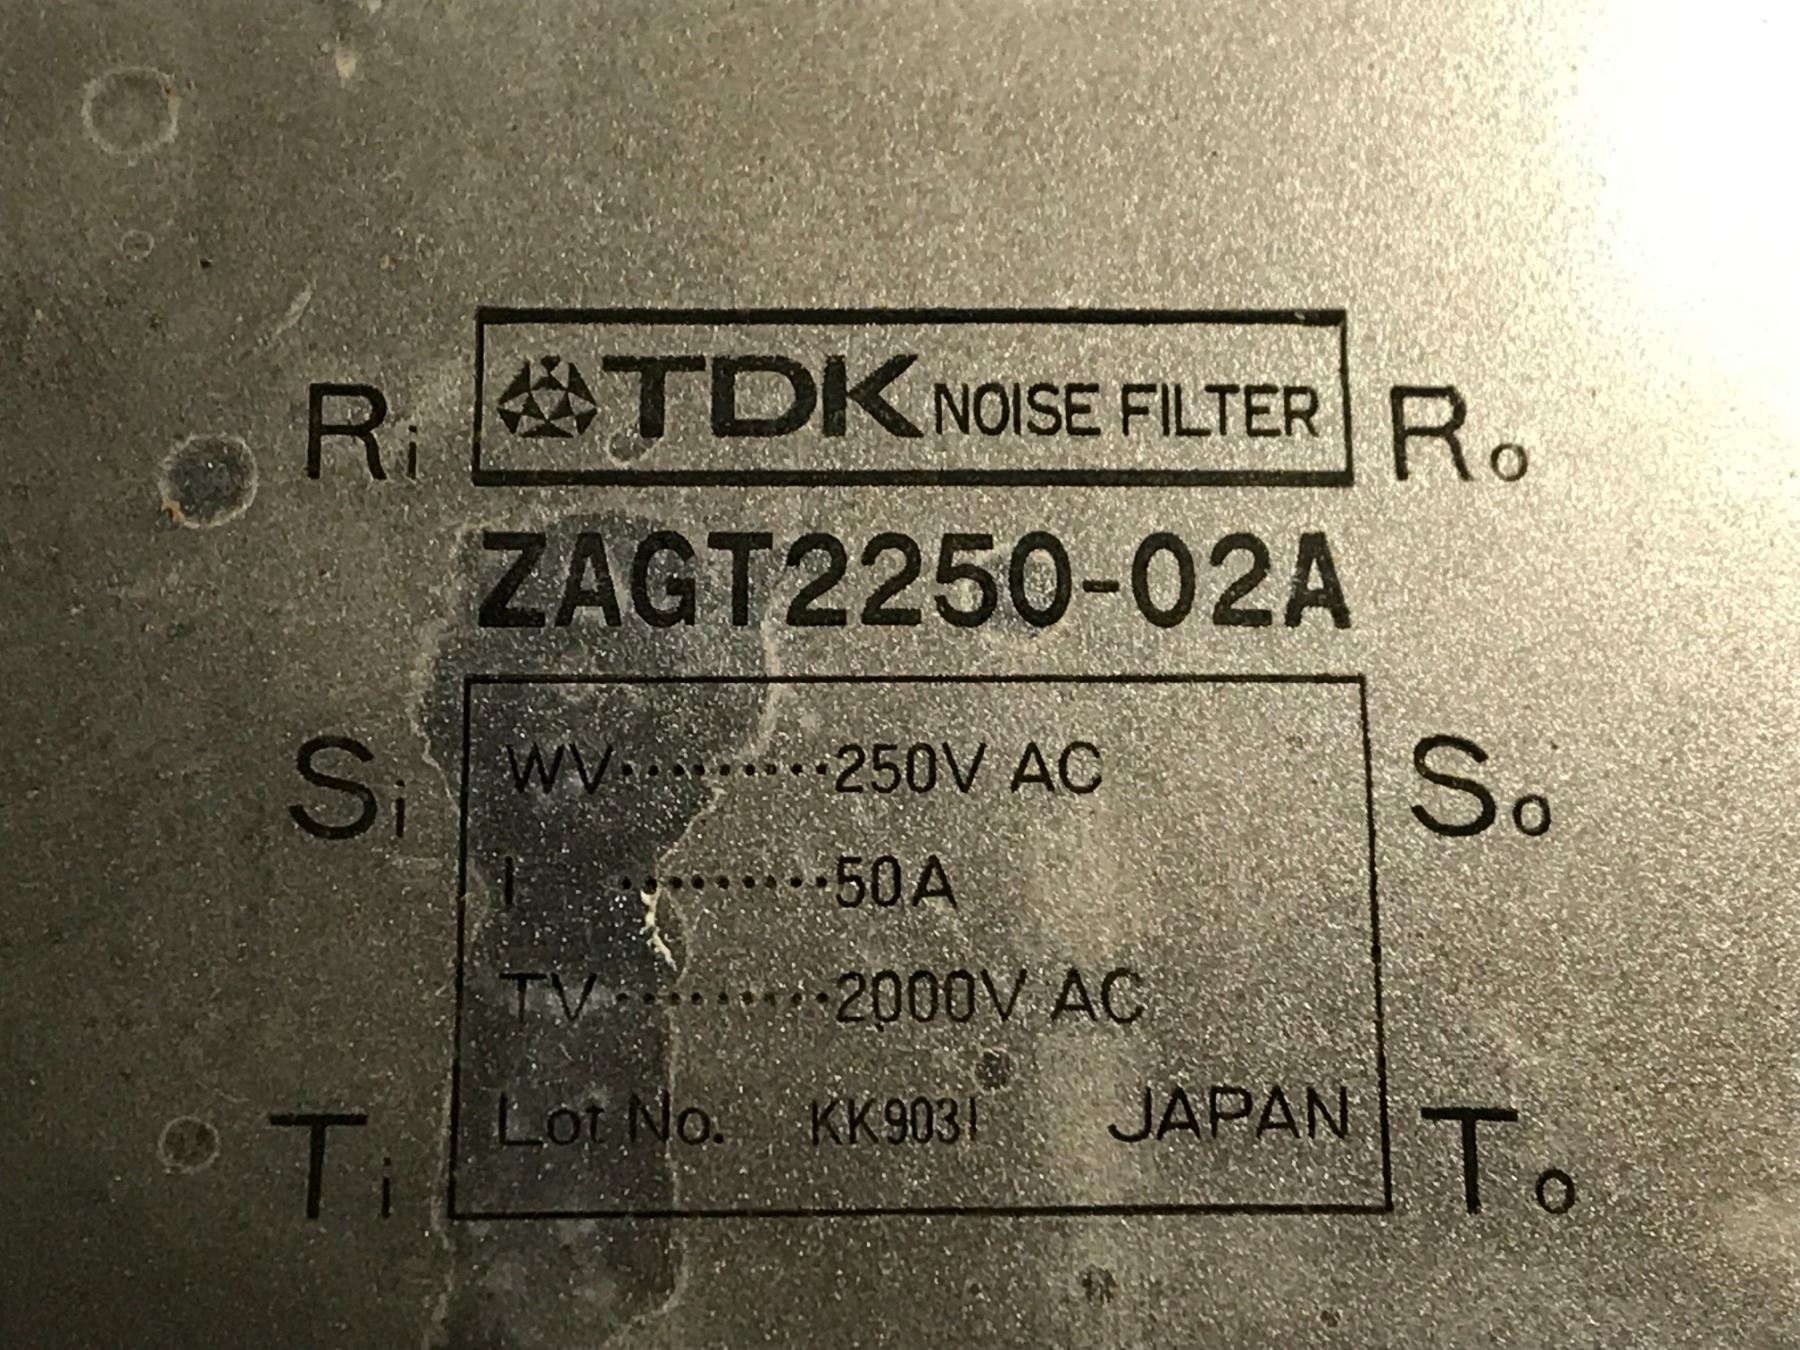 Ri TDK NOISE FILTER Ro
ZAGT2250-02A
Si WV·········250V AC So
I ·········50A
TV·········2000V AC
Ti Lot No. KK9031 JAPAN To